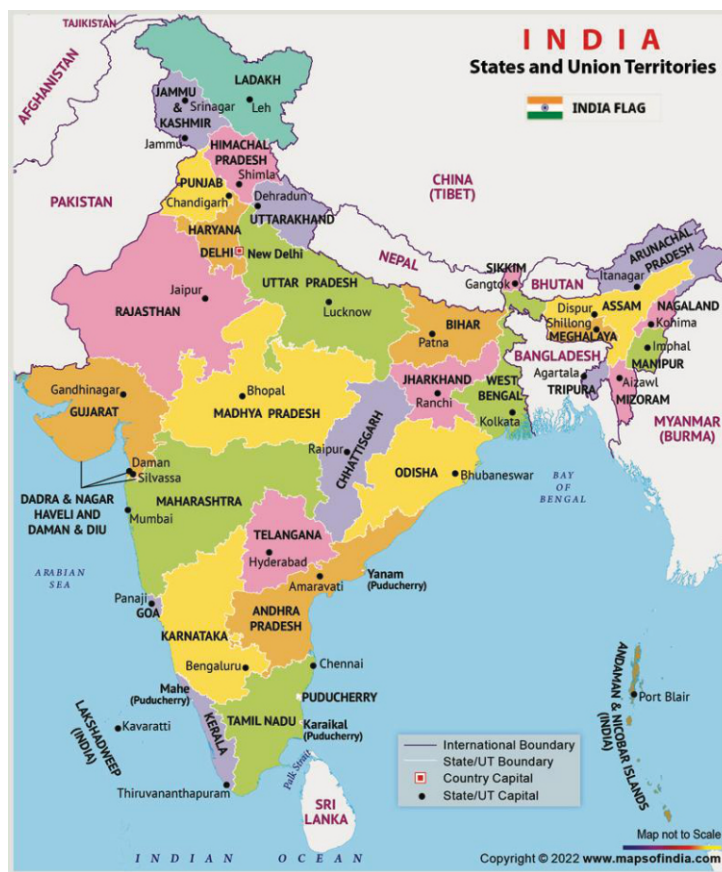 INDIA
States and Union Territories
INDIA FLAG
TAJIKISTAN
AFGHANISTAN
LADAKH
Leh
JAMMU
&
KASHMIR
Srinagar
Jammu
HIMACHAL
PRADESH
Shimla
PUNJAB
Chandigarh
Dehradun
UTTARAKHAND
HARYANA
DELHI
New Delhi
PAKISTAN
CHINA
(TIBET)
NEPAL
BHUTAN
SIKKIM
Gangtok
ARUNACHAL
PRADESH
Itanagar
Dispur
ASSAM
Shillong
MEGHALAYA
NAGALAND
Kohima
Imphal
MANIPUR
BANGLADESH
Agartala
TRIPURA
Aizawl
MIZORAM
MYANMAR
(BURMA)
Jaipur
RAJASTHAN
UTTAR PRADESH
Lucknow
BIHAR
Patna
JHARKHAND
Ranchi
WEST
BENGAL
Kolkata
Gandhinagar
GUJARAT
Bhopal
MADHYA PRADESH
Raipur
CHHATTISGARH
ODISHA
Bhubaneswar
BAY
OF
BENGAL
Daman
Silvassa
DADRA & NAGAR
HAVELI AND
DAMAN & DIU
MAHARASHTRA
Mumbai
TELANGANA
Hyderabad
ARABIAN
SEA
Panaji
GOA
Amaravati
Yanam
(Puducherry)
ANDHRA
PRADESH
KARNATAKA
Bengaluru
Chennai
Mahe
(Puducherry)
PUDUCHERRY
TAMIL NADU
Karaikal
(Puducherry)
KERALA
LAKSHADWEEP
(INDIA)
Kavaratti
Thiruvananthapuram
Palk Strait
SRI
LANKA
ANDAMAN & NICOBAR ISLANDS
(INDIA)
Port Blair
International Boundary
State/UT Boundary
Country Capital
State/UT Capital
Map not to Scale
INDIAN OCEAN
Copyright © 2022 www.mapsofindia.com